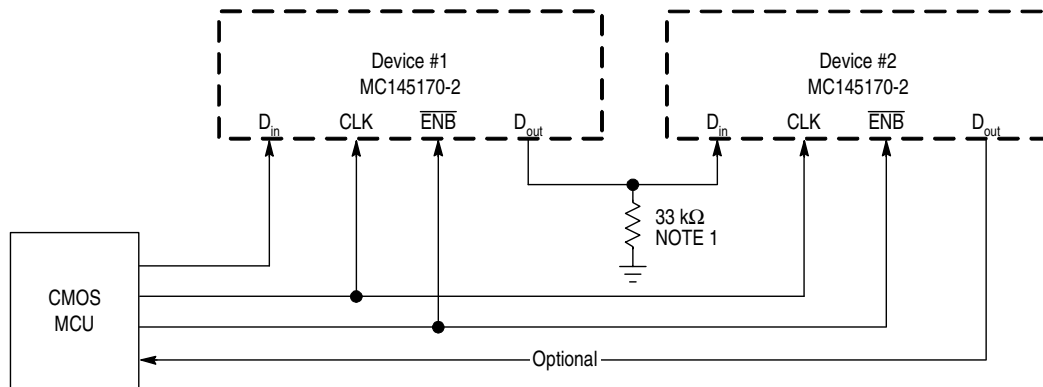 Device #1
MC145170-2
Din CLK ENB Dout
Device #2
MC145170-2
Din CLK ENB Dout
33 kΩ
NOTE 1
CMOS
MCU
Optional